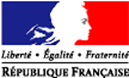 Liberté • Égalité • Fraternité
RÉPUBLIQUE FRANÇAISE